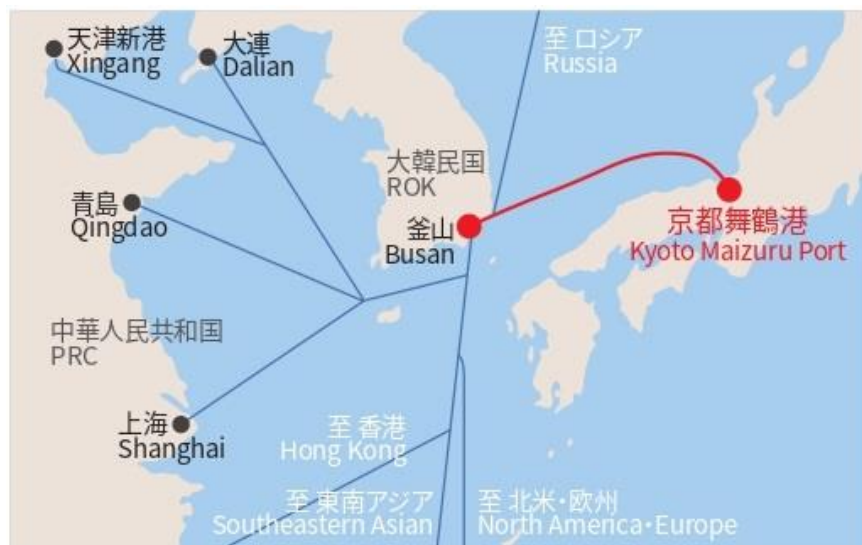 天津新港
Xingang
大連
Dalian
至 ロシア
Russia
大韓民国
ROK
青島
Qingdao
釜山
Busan
京都舞鶴港
Kyoto Maizuru Port
中華人民共和国
PRC
上海
Shanghai
至 香港
Hong Kong
至 東南アジア
Southeastern Asian
至 北米・欧州
North America・Europe